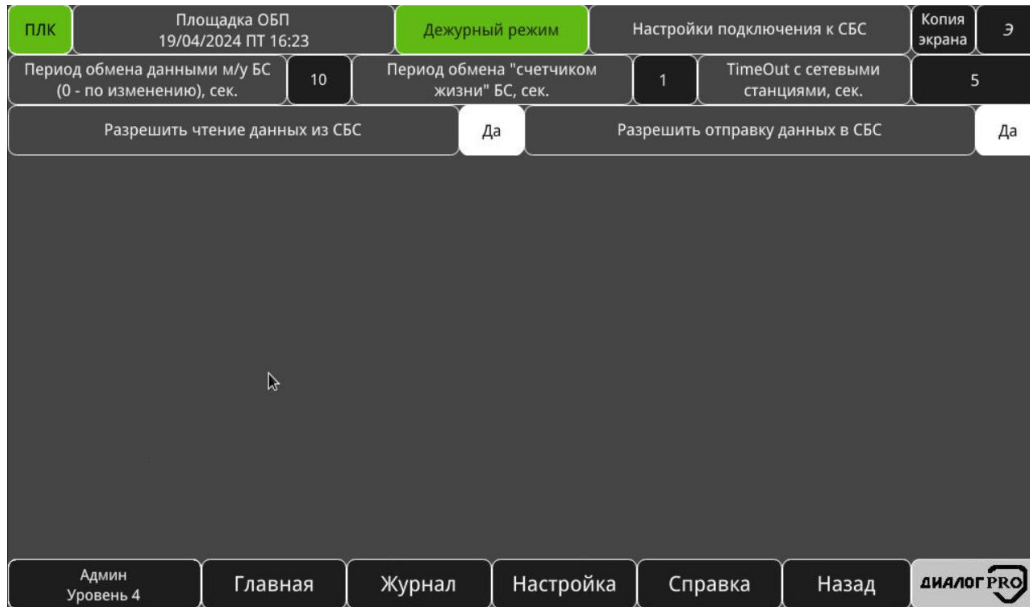 ПЛК
Площадка ОБП
19/04/2024 ПТ 16:23
Дежурный режим
Настройки подключения к СБС
Копия
экрана
Э
Период обмена данными м/у БС
(0 - по изменению), сек.
10
Период обмена "счетчиком
жизни" БС, сек.
1
TimeOut с сетевыми
станциями, сек.
5
Разрешить чтение данных из СБС
Да
Разрешить отправку данных в СБС
Да
Админ
Уровень 4
Главная
Журнал
Настройка
Справка
Назад
ДИАЛОГ PRO